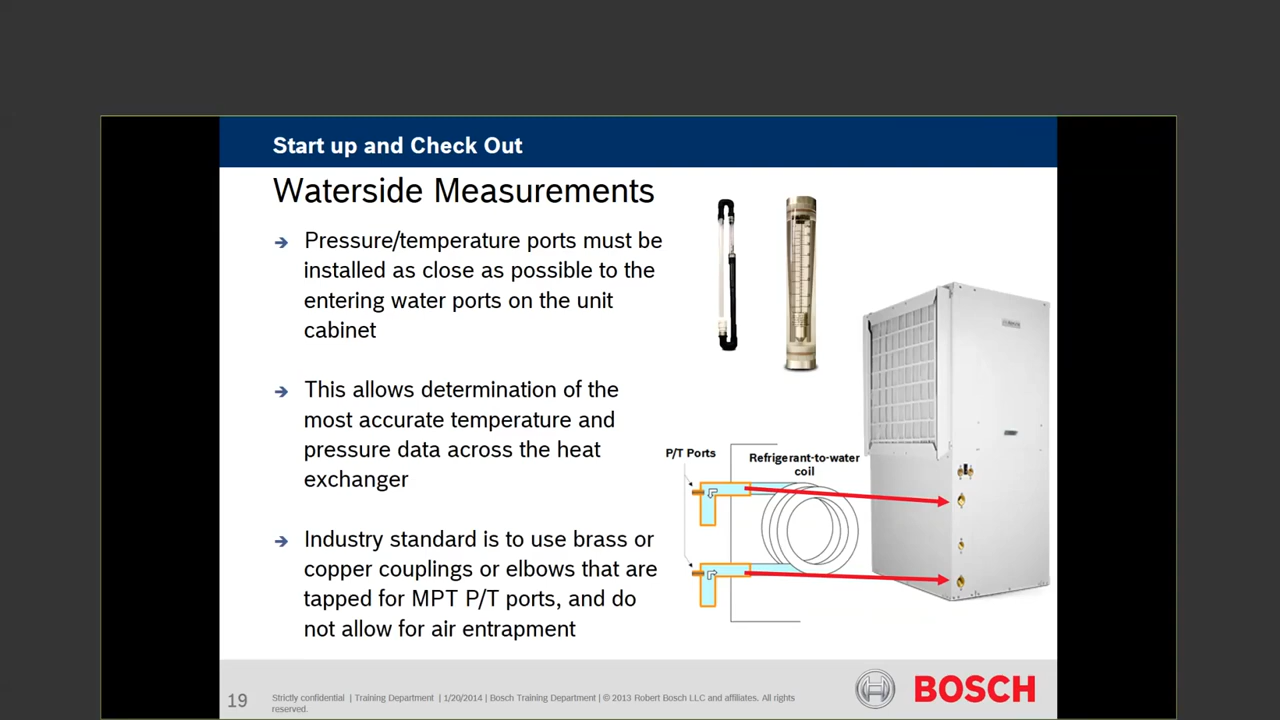 Start up and Check Out
Waterside Measurements
Pressure/temperature ports must be
installed as close as possible to the
entering water ports on the unit
cabinet
This allows determination of the
most accurate temperature and
pressure data across the heat
exchanger
Industry standard is to use brass or
copper couplings or elbows that are
tapped for MPT P/T ports, and do
not allow for air entrapment
P/T Ports
Refrigerant-to-water
coil
19
Strictly confidential | Training Department | 1/20/2014 | Bosch Training Department | © 2013 Robert Bosch LLC and affiliates. All rights
reserved.
BOSCH